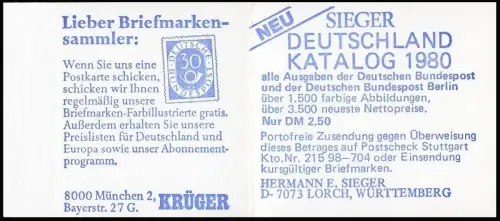 Lieber Briefmarken-
sammler:
Wenn Sie uns eine
Postkarte schicken,
schicken wir Ihnen
regelmäßig unsere
Briefmarken-Farbillustrierte gratis.
Außerdem erhalten Sie unsere
Preislisten für Deutschland und
Europa sowie unser Abonnement-
programm.
8000 München 2,
Bayerstr. 27 G.
KRÜGER
30
DEUTSCHE
BUNDESPOST
NEU
SIEGER
DEUTSCHLAND
KATALOG 1980
alle Ausgaben der Deutschen Bundespost
und der Deutschen Bundespost Berlin
über 1.500 farbige Abbildungen,
über 3.500 neueste Nettopreise.
Nur DM 2,50
Portofreie Zusendung gegen Überweisung
dieses Betrages auf Postscheck Stuttgart
Kto. Nr. 215 98–704 oder Einsendung
kursgültiger Briefmarken.
HERMANN E. SIEGER
D- 7073 LORCH, WÜRTTEMBERG